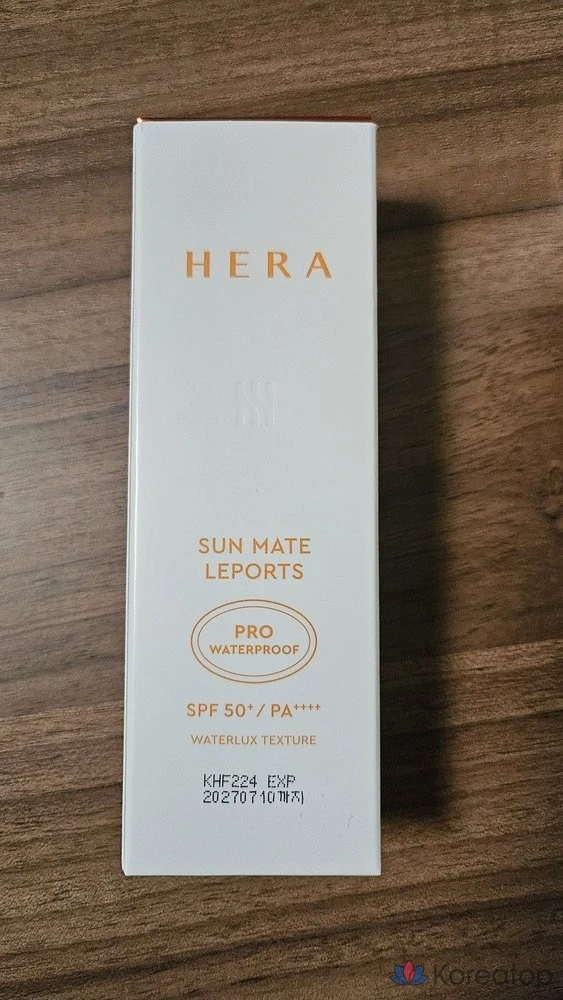 HERA
SUN MATE
LEPORTS
PRO
WATERPROOF
SPF 50⁺/ PA⁺⁺⁺⁺
WATERLUX TEXTURE
KHF224 EXP
20270710까지
Koreatop